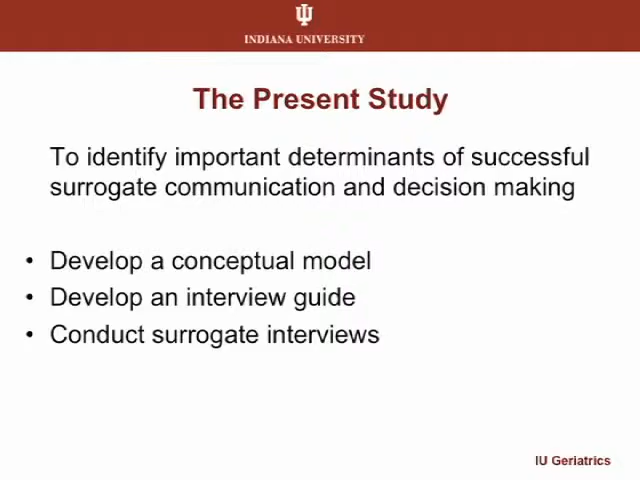 INDIANA UNIVERSITY
The Present Study
To identify important determinants of successful
surrogate communication and decision making
• Develop a conceptual model
• Develop an interview guide
• Conduct surrogate interviews
IU Geriatrics